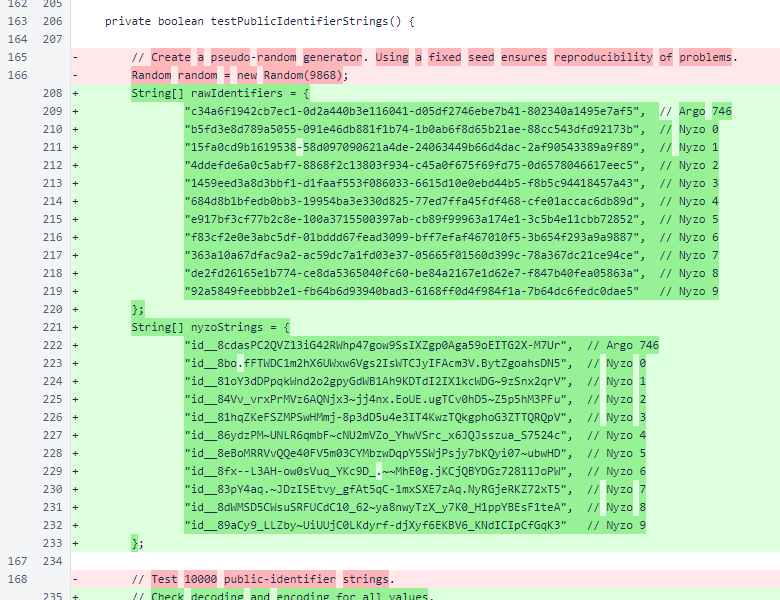 162 205
163 206 private boolean testPublicIdentifierStrings() {
164 207
165 - // Create a pseudo-random generator. Using a fixed seed ensures reproducibility of problems.
166 - Random random = new Random(9868);
208 + String[] rawIdentifiers = {
209 + "c34a6f1942cb7ec1-0d2a440b3e116041-d05df2746ebe7b41-802340a1495e7af5", // Argo 746
210 + "b5fd3e8d789a5055-091e46db881f1b74-1b0ab6f8d65b21ae-88cc543dfd92173b", // Nyzo 0
211 + "15fa0cd9b1619538-58d097090621a4de-24063449b66d4dac-2af90543389a9f89", // Nyzo 1
212 + "4ddefde6a0c5abf7-8868f2c13803f934-c45a0f675f69fd75-0d6578046617eec5", // Nyzo 2
213 + "1459eed3a8d3bbf1-d1faaf553f086033-6615d10e0ebd44b5-f8b5c94418457a43", // Nyzo 3
214 + "684d8b1bfedb0bb3-19954ba3e330d825-77ed7ffa45fdf468-cfe01accac6db89d", // Nyzo 4
215 + "e917bf3cf77b2c8e-100a3715500397ab-cb89f99963a174e1-3c5b4e11cbb72852", // Nyzo 5
216 + "f83cf2e0e3abc5df-01bddd67fead3099-bff7efaf467010f5-3b654f293a9a9887", // Nyzo 6
217 + "363a10a67dfac9a2-ac59dc7a1fd03e37-05665f01560d399c-78a367dc21ce94ce", // Nyzo 7
218 + "de2fd26165e1b774-ce8da5365040fc60-be84a2167e1d62e7-f847b40fea05863a", // Nyzo 8
219 + "92a5849feebbb2e1-fb64b6d93940bad3-6168ff0d4f984f1a-7b64dc6fedc0dae5" // Nyzo 9
220 + };
221 + String[] nyzoStrings = {
222 + "id__8cdasPC2QVZ13iG42RWhp47gow9SsIXZgp0Aga59oEITG2X-M7Ur", // Argo 746
223 + "id__8bo.fFTWDC1m2hX6UWxw6Vgs2IsWTCJyIFAcm3V.BytZgoahsDN5", // Nyzo 0
224 + "id__81oY3dDPpqkWnd2o2gpyGdWB1Ah9KDTdI2IX1kcWDG~9zSnx2qrV", // Nyzo 1
225 + "id__84Vv_vrxPrMVz6AQNjx3~jj4nx.EoUE.ugTCv0hD5~Z5p5hM3PFu", // Nyzo 2
226 + "id__81hqZKeFSZMPSwHMmj-8p3dD5u4e3IT4KwzTQkgphoG3ZTTQRQpV", // Nyzo 3
227 + "id__86ydzPM~UNLR6qmbF~cNU2mVZo_YhwVSrc_x6JQJsszua_S7524c", // Nyzo 4
228 + "id__8eBoMRRVvQQe40FV5m03CYMbzwDqpY5SWjPsjy7bKQyi07~ubwHD", // Nyzo 5
229 + "id__8fx--L3AH-ow0sVuq_YKc9D_.~~MhE0g.jKCjQBYDGz72811JoPW", // Nyzo 6
230 + "id__83pY4aq.~JDzI5Etvy_gfAt5qC-1mxSXE7zAq.NyRGjeRKZ72xT5", // Nyzo 7
231 + "id__8dWMSD5CWsuSRFUCdC10_62~ya8nwyTzX_y7K0_H1ppYBEsF1teA", // Nyzo 8
232 + "id__89aCy9_LLZby~UiUUjC0LKdyrf-djXyf6EKBV6_KNdICIpCfGqK3" // Nyzo 9
233 + };
167 234
168 - // Test 10000 public-identifier strings.
235 + // Check decoding and encoding for all values.